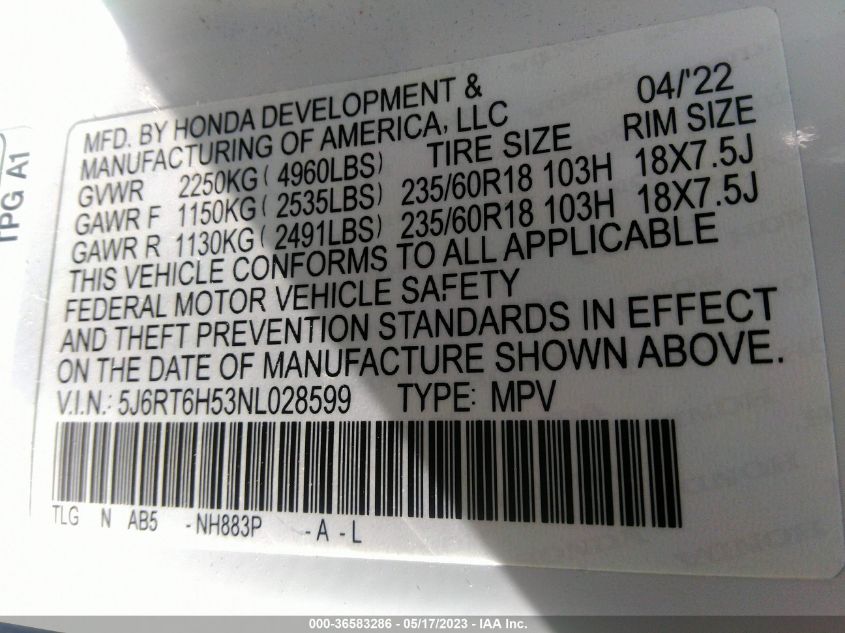 TPG A1
04/'22
MFD. BY HONDA DEVELOPMENT &
MANUFACTURING OF AMERICA, LLC TIRE SIZE RIM SIZE
GVWR 2250KG ( 4960LBS)
GAWR F 1150KG ( 2535LBS) 235/60R18 103H 18X7.5J
GAWR R 1130KG ( 2491LBS) 235/60R18 103H 18X7.5J
THIS VEHICLE CONFORMS TO ALL APPLICABLE
FEDERAL MOTOR VEHICLE SAFETY
AND THEFT PREVENTION STANDARDS IN EFFECT
ON THE DATE OF MANUFACTURE SHOWN ABOVE.
V.I.N.: 5J6RT6H53NL028599 TYPE: MPV
TLG N AB5 -NH883P -A -L
000-36583286 - 05/17/2023 - IAA Inc.